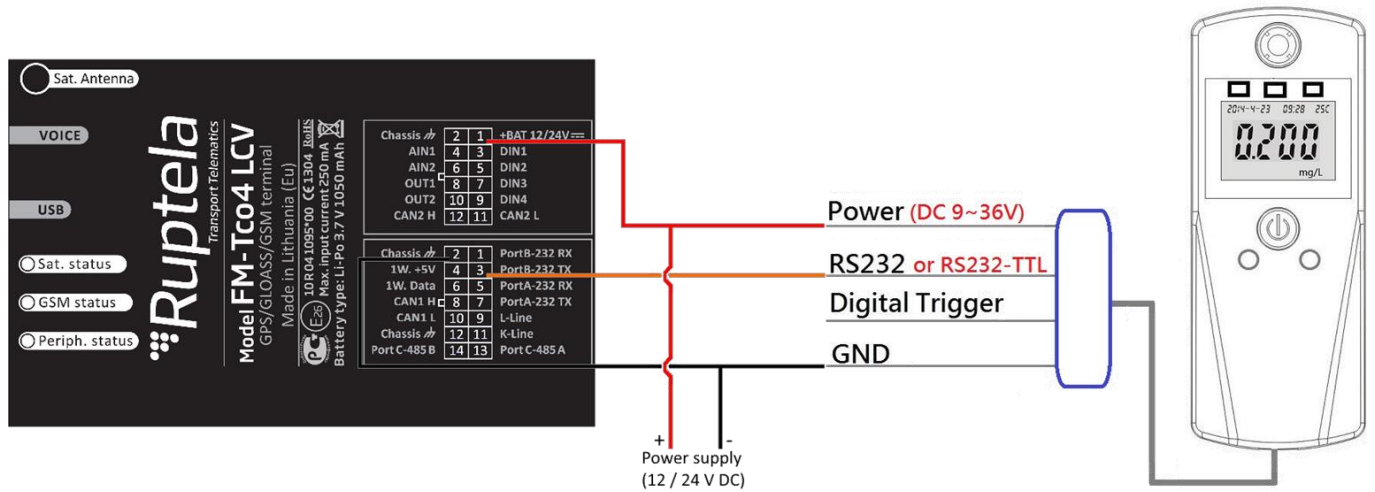 Sat. Antenna
VOICE
USB
Sat. status
GSM status
Periph. status
Ruptela
Transport Telematics
Model FM-Tco4 LCV
GPS/GLOASS/GSM terminal
Made in Lithuania (Eu)
10 R 04 1095*00 CE 1304 RoHS
E26
Max. input current 250 mA
Battery type: Li-Po 3.7 V 1050 mAh
Chassis 2 1 +BAT 12/24V
AIN1 4 3 DIN1
AIN2 6 5 DIN2
OUT1 8 7 DIN3
OUT2 10 9 DIN4
CAN2 H 12 11 CAN2 L
Chassis 2 1 PortB-232 RX
1W. +5V 4 3 PortB-232 TX
1W. Data 6 5 PortA-232 RX
CAN1 H 8 7 PortA-232 TX
CAN1 L 10 9 L-Line
Chassis 12 11 K-Line
Port C-485 B 14 13 Port C-485 A
Power (DC 9~36V)
RS232 or RS232-TTL
Digital Trigger
GND
+ -
Power supply
(12 / 24 V DC)
2014-4-23 09:28 25C
0.200
mg/L